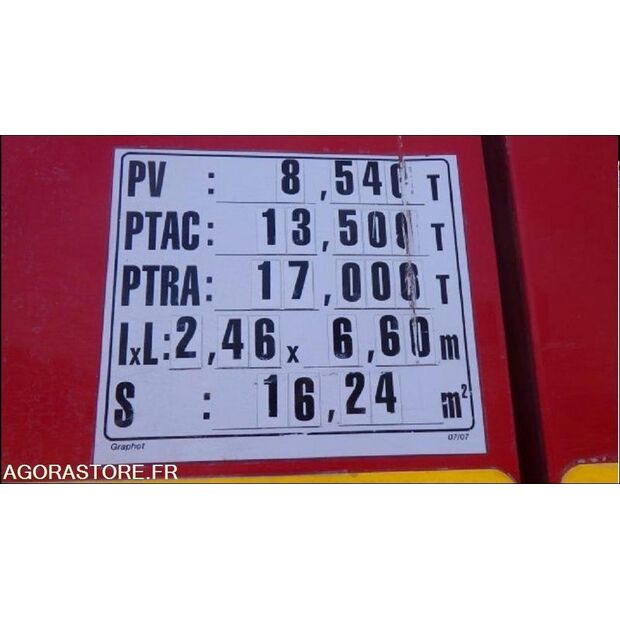 PV : 8,540 T
PTAC: 13,500 T
PTRA: 17,000 T
lxL: 2,46 x 6,60 m
S : 16,24 m²
Graphot 07/07
AGORASTORE.FR